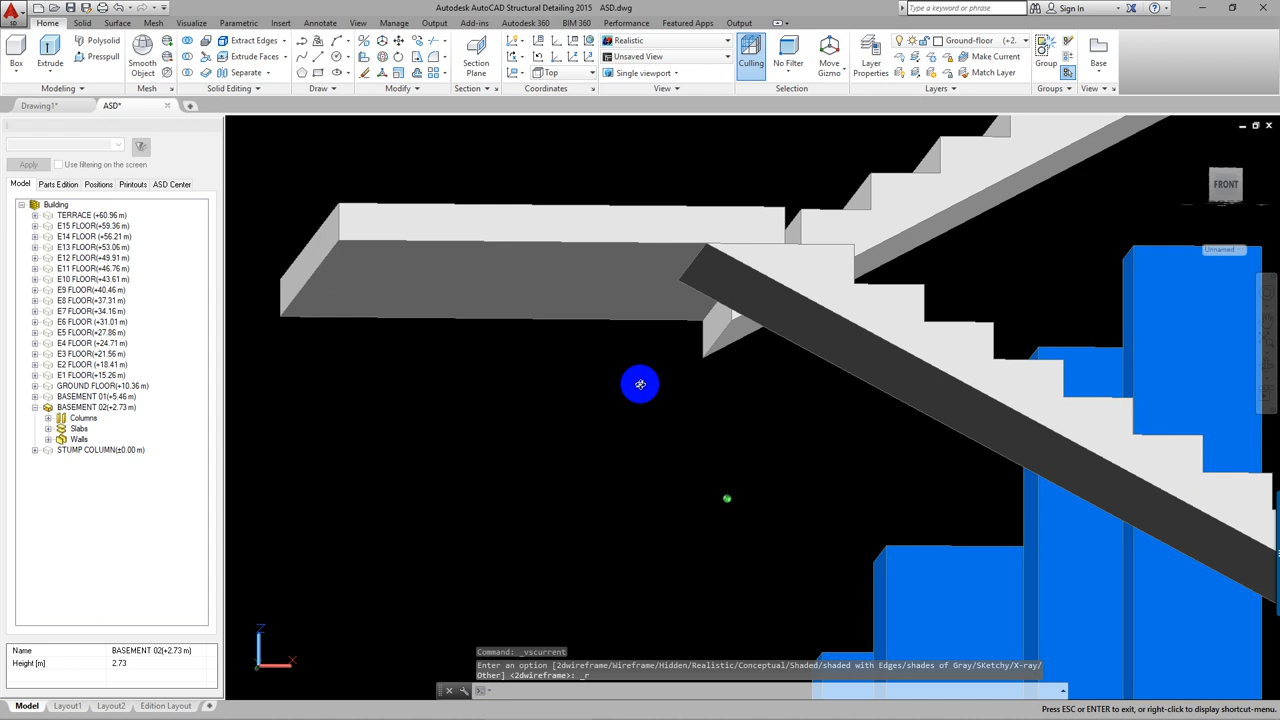 Autodesk AutoCAD Structural Detailing 2015 ASD.dwg
Type a keyword or phrase
Sign In
Home Solid Surface Mesh Visualize Parametric Insert Annotate View Manage Output Add-ins Autodesk 360 BIM 360 Performance Featured Apps Output
Box
Extrude
Polysolid
Presspull
Smooth Object
Extract Edges
Extrude Faces
Separate
Section Plane
Top
Realistic
Unsaved View
Single viewport
Culling
No Filter
Move Gizmo
Layer Properties
Ground-floor (+2.
Make Current
Match Layer
Group
Base
Modeling Mesh Solid Editing Draw Modify Section Coordinates View Selection Layers Groups View
Drawing1* ASD*
Apply Use filtering on the screen
Model Parts Edition Positions Printouts ASD Center
Building
TERRACE (+60.96 m)
E15 FLOOR(+59.36 m)
E14 FLOOR(+56.21 m)
E13 FLOOR(+53.06 m)
E12 FLOOR(+49.91 m)
E11 FLOOR(+46.76 m)
E10 FLOOR(+43.61 m)
E9 FLOOR(+40.46 m)
E8 FLOOR(+37.31 m)
E7 FLOOR(+34.16 m)
E6 FLOOR(+31.01 m)
E5 FLOOR(+27.86 m)
E4 FLOOR(+24.71 m)
E3 FLOOR(+21.56 m)
E2 FLOOR(+18.41 m)
E1 FLOOR(+15.26 m)
GROUND FLOOR(+10.36 m)
BASEMENT 01(+5.46 m)
BASEMENT 02(+2.73 m)
Columns
Slabs
Walls
STUMP COLUMN(±0.00 m)
FRONT
Unnamed
Z
X
Name BASEMENT 02(+2.73 m)
Height [m] 2.73
Command: _vscurrent
Enter an option [2dwireframe/Wireframe/Hidden/Realistic/Conceptual/Shaded/shaded with Edges/shades of Gray/SKetchy/X-ray/
Other] <2dwireframe>: _r
Model Layout1 Layout2 Edition Layout
Press ESC or ENTER to exit, or right-click to display shortcut-menu.